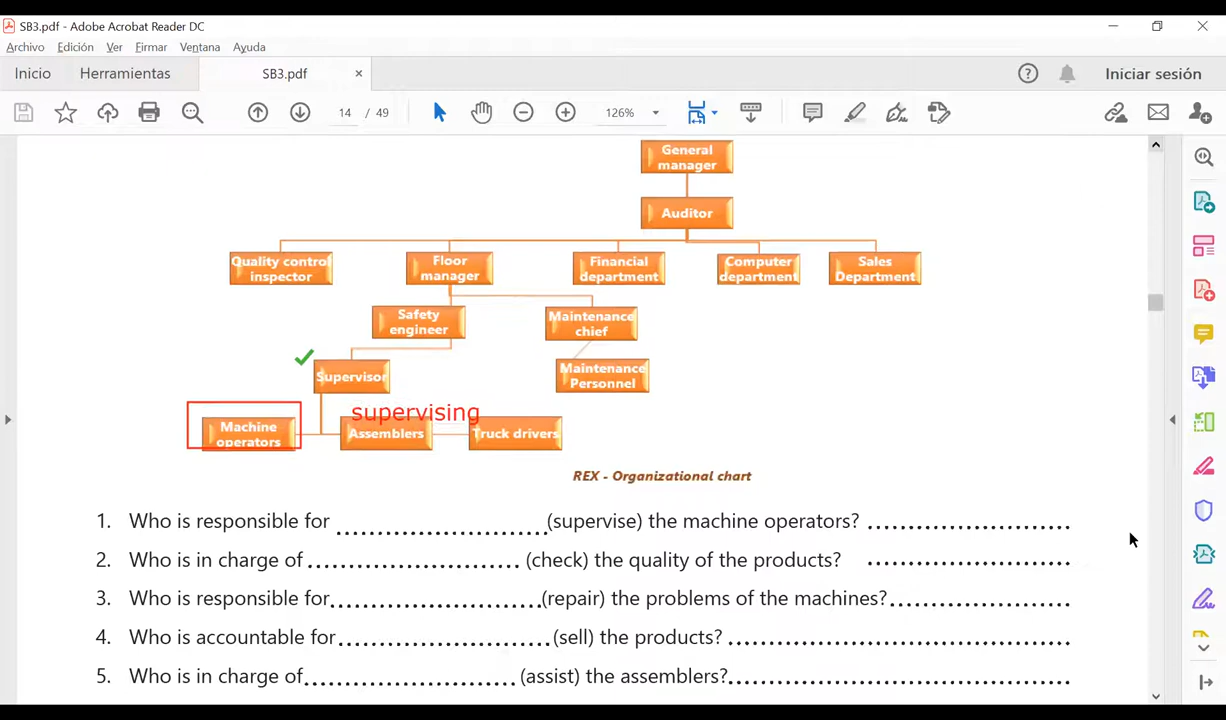 SB3.pdf - Adobe Acrobat Reader DC
Archivo Edición Ver Firmar Ventana Ayuda
Inicio Herramientas SB3.pdf × Iniciar sesión
14 / 49 126%
General manager
Auditor
Quality control inspector
Floor manager
Financial department
Computer department
Sales Department
Safety engineer
Maintenance chief
Supervisor
Maintenance Personnel
supervising
Machine operators
Assemblers
Truck drivers
REX - Organizational chart
1. Who is responsible for ........................... (supervise) the machine operators? ...........................
2. Who is in charge of ........................... (check) the quality of the products? ...........................
3. Who is responsible for........................... (repair) the problems of the machines?........................
4. Who is accountable for........................... (sell) the products? .............................................
5. Who is in charge of........................... (assist) the assemblers?.............................................